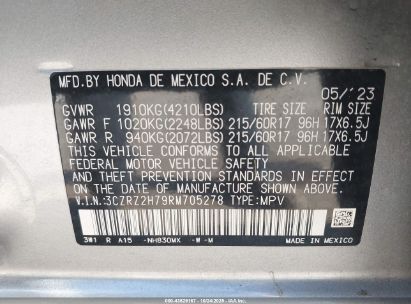 MFD.BY HONDA DE MEXICO S.A. DE C.V. 05/'23
GVWR 1910KG(4210LBS) TIRE SIZE RIM SIZE
GAWR F 1020KG(2248LBS) 215/60R17 96H 17X6.5J
GAWR R 940KG(2072LBS) 215/60R17 96H 17X6.5J
THIS VEHICLE CONFORMS TO ALL APPLICABLE
FEDERAL MOTOR VEHICLE SAFETY STANDARDS
IN EFFECT ON THE DATE OF MANUFACTURE SHOWN ABOVE.
V.I.N:3CZRZ2H79RM705278 TYPE:MPV
3W1 R A15 -NH830MX -W -M MADE IN MEXICO